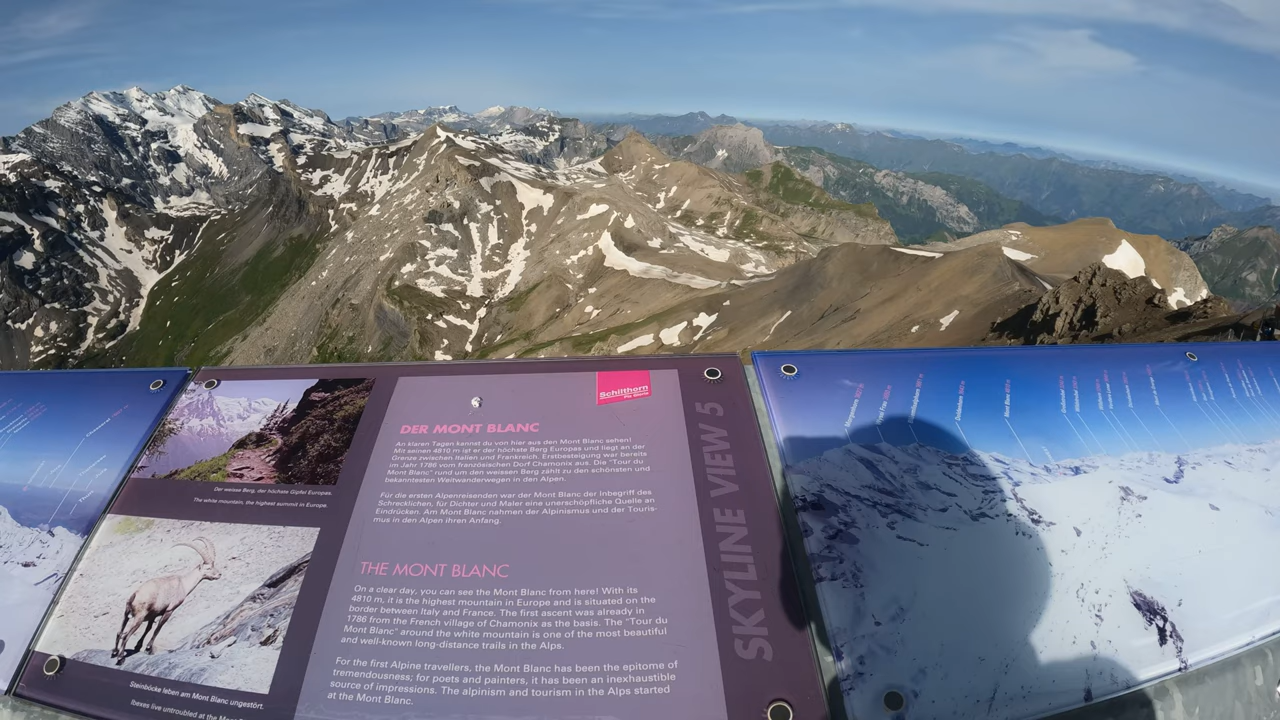 Schilthorn
Piz Gloria
DER MONT BLANC
An klaren Tagen kannst du von hier aus den Mont Blanc sehen!
Mit seinen 4810 m ist er der höchste Berg Europas und liegt an der
Grenze zwischen Italien und Frankreich. Erstbesteigung war bereits
im Jahr 1786 vom französischen Dorf Chamonix aus. Die "Tour du
Mont Blanc" rund um den weissen Berg zählt zu den schönsten und
bekanntesten Weitwanderwegen in den Alpen.
Für die ersten Alpenreisenden war der Mont Blanc der Inbegriff des
Schrecklichen, für Dichter und Maler eine unerschöpfliche Quelle an
Eindrücken. Am Mont Blanc nahmen der Alpinismus und der Touris-
mus in den Alpen ihren Anfang.
THE MONT BLANC
On a clear day, you can see the Mont Blanc from here! With its
4810 m, it is the highest mountain in Europe and is situated on the
border between Italy and France. The first ascent was already in
1786 from the French village of Chamonix as the basis. The "Tour du
Mont Blanc" around the white mountain is one of the most beautiful
and well-known long-distance trails in the Alps.
For the first Alpine travellers, the Mont Blanc has been the epitome of
tremendousness; for poets and painters, it has been an inexhaustible
source of impressions. The alpinism and tourism in the Alps started
at the Mont Blanc.
Der weisse Berg, der höchste Gipfel Europas.
The white mountain, the highest summit in Europe.
Steinböcke leben am Mont Blanc ungestört.
Ibexes live untroubled at the Mont
SKYLINE VIEW 5